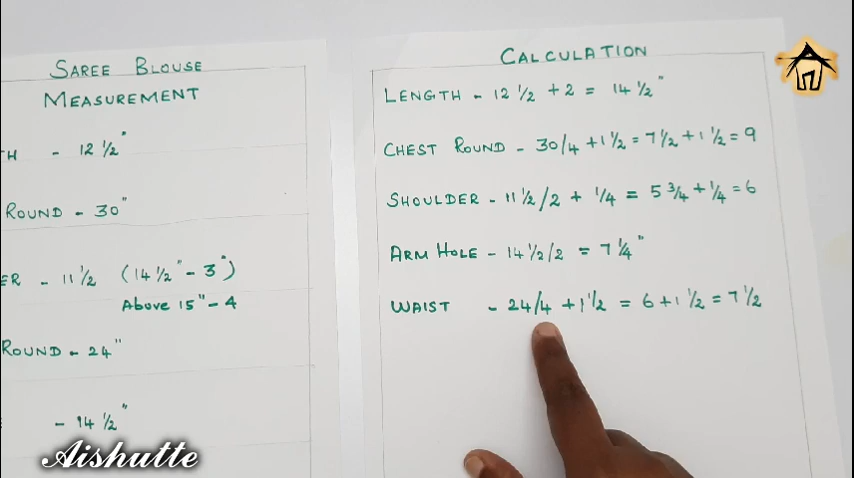 SAREE BLOUSE
MEASUREMENT
TH - 12 1/2"
ROUND - 30"
ER - 11 1/2 (14 1/2" - 3")
Above 15" - 4
ROUND - 24"
- 14 1/2"
CALCULATION
LENGTH - 12 1/2 + 2 = 14 1/2"
CHEST ROUND - 30/4 + 1 1/2 = 7 1/2 + 1 1/2 = 9
SHOULDER - 11 1/2/2 + 1/4 = 5 3/4 + 1/4 = 6
ARM HOLE - 14 1/2/2 = 7 1/4"
WAIST - 24/4 + 1 1/2 = 6 + 1 1/2 = 7 1/2
Aishutte